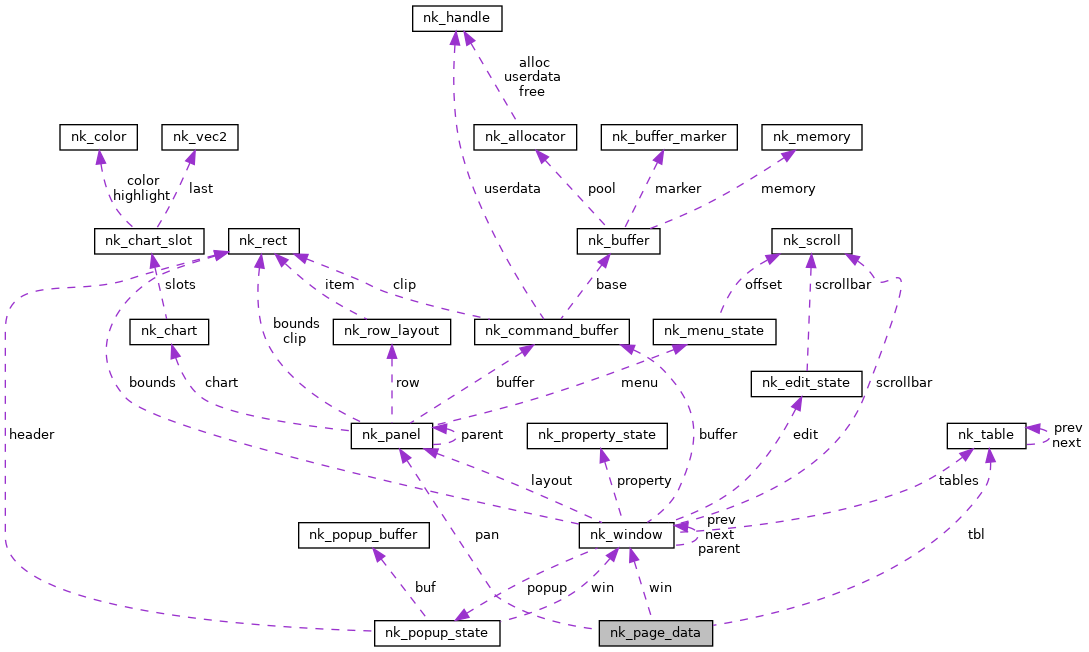 nk_handle
alloc
userdata
free
nk_color
nk_vec2
nk_allocator
nk_buffer_marker
nk_memory
color
highlight
last
userdata
pool
marker
memory
nk_chart_slot
nk_rect
nk_buffer
nk_scroll
slots
item
clip
base
offset
scrollbar
nk_chart
bounds
clip
nk_row_layout
nk_command_buffer
nk_menu_state
bounds
chart
row
buffer
menu
nk_edit_state
scrollbar
header
nk_panel
parent
nk_property_state
buffer
edit
nk_table
prev
next
layout
property
tables
nk_popup_buffer
pan
nk_window
prev
next
parent
tbl
buf
popup
win
win
nk_popup_state
nk_page_data